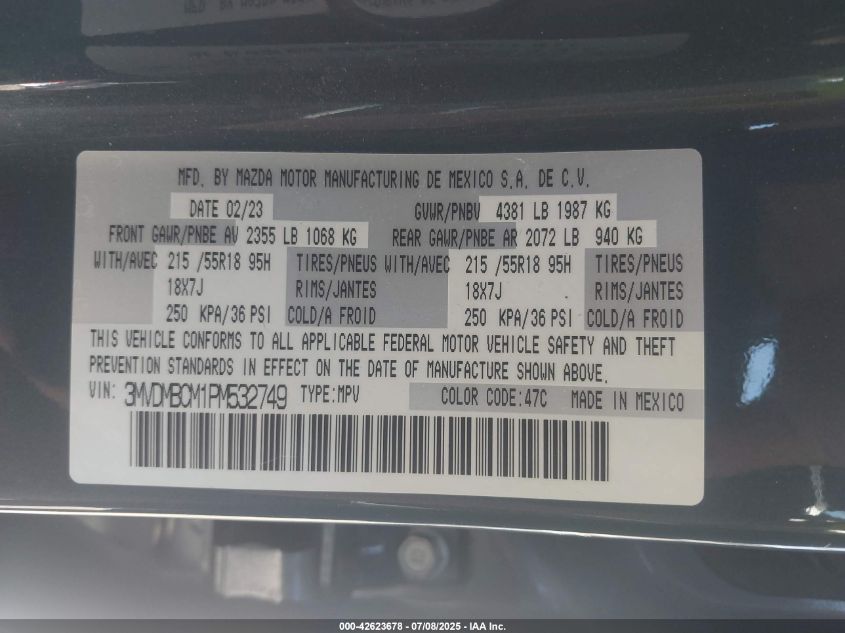 MFD. BY MAZDA MOTOR MANUFACTURING DE MEXICO S.A. DE C.V.
DATE 02/23 GVWR/PNBV 4381 LB 1987 KG
FRONT GAWR/PNBE AV 2355 LB 1068 KG REAR GAWR/PNBE AR 2072 LB 940 KG
WITH/AVEC 215 /55R18 95H TIRES/PNEUS WITH/AVEC 215 /55R18 95H TIRES/PNEUS
18X7J RIMS/JANTES 18X7J RIMS/JANTES
250 KPA/36 PSI COLD/A FROID 250 KPA/36 PSI COLD/A FROID
THIS VEHICLE CONFORMS TO ALL APPLICABLE FEDERAL MOTOR VEHICLE SAFETY AND THEFT
PREVENTION STANDARDS IN EFFECT ON THE DATE OF MANUFACTURE SHOWN ABOVE.
VIN: 3MVDMBCM1PM532749 TYPE:MPV COLOR CODE:47C MADE IN MEXICO
000-42623678 - 07/08/2025 - IAA Inc.